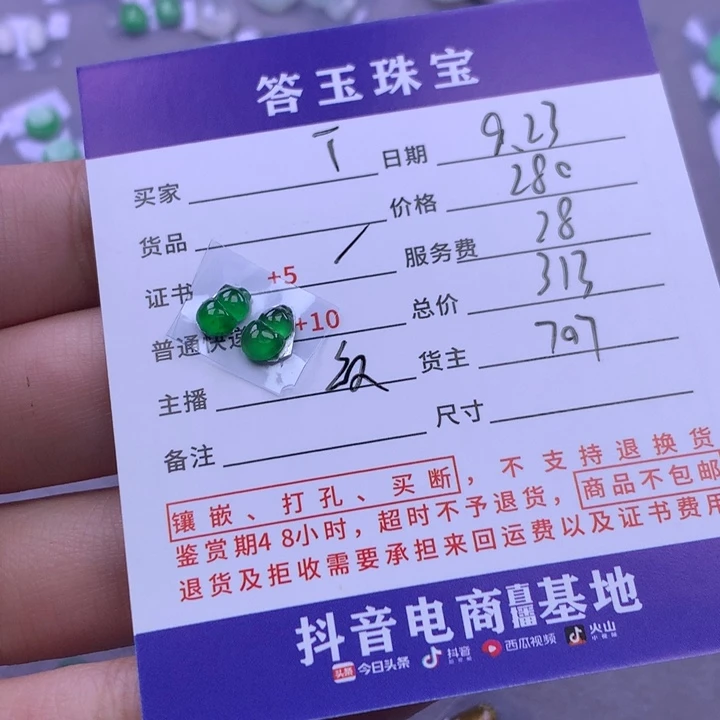 答玉珠宝
买家 T 日期 9.23
货品 价格 280
证书 +5 / 服务费 28
普通快递 +10 总价 313
主播 货主 707
备注 尺寸
镶嵌、打孔、买断，不支持退换货
鉴赏期48小时，超时不予退货，商品不包邮
退货及拒收需要承担来回运费以及证书费用
抖音电商直播基地
头条 今日头条 抖音 西瓜视频 火山